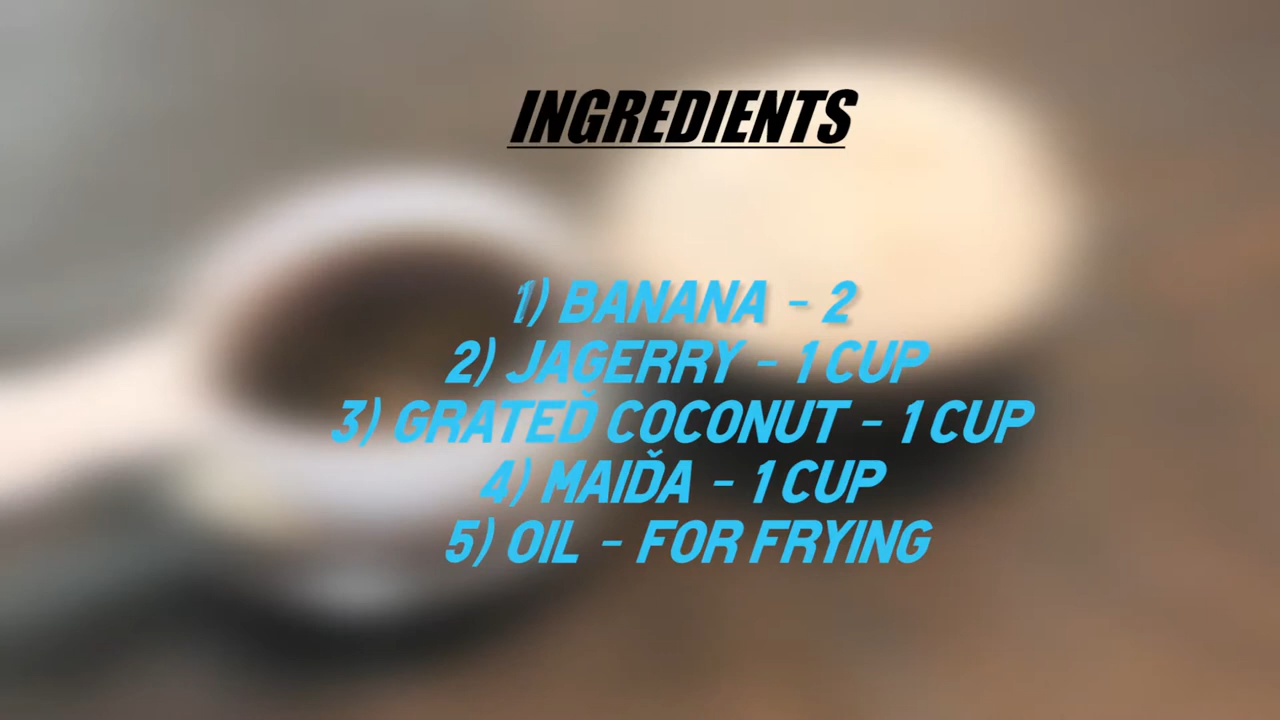 INGREDIENTS
1) BANANA - 2
2) JAGERRY - 1 CUP
3) GRATEĎ COCONUT - 1 CUP
4) MAIĎA - 1 CUP
5) OIL - FOR FRYING